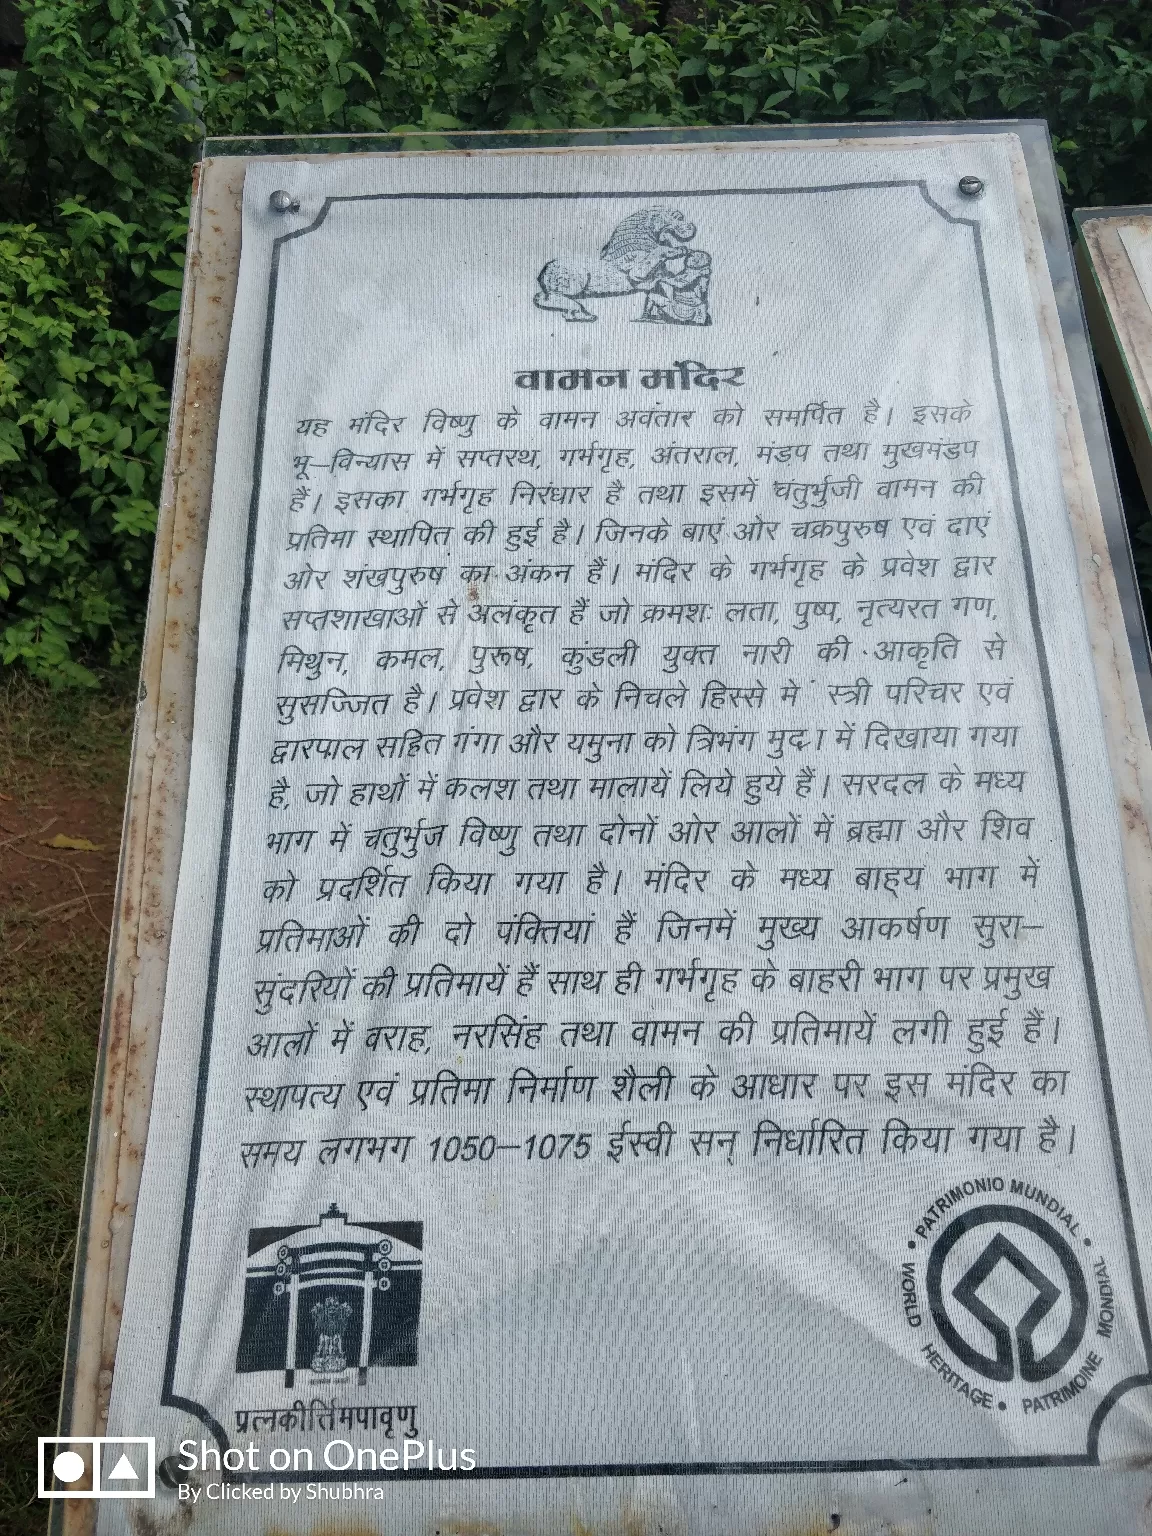 वामन मंदिर
यह मंदिर विष्णु के वामन अवतार को समर्पित है। इसके
भू–विन्यास में सप्तरथ, गर्भगृह, अंतराल, मंडप तथा मुखमंडप
हैं। इसका गर्भगृह निरंधार है तथा इसमें चतुर्भुजी वामन की
प्रतिमा स्थापित की हुई है। जिनके बाएं ओर चक्रपुरुष एवं दाएं
ओर शंखपुरुष का अंकन हैं। मंदिर के गर्भगृह के प्रवेश द्वार
सप्तशाखाओं से अलंकृत हैं जो क्रमशः लता, पुष्प, नृत्यरत गण,
मिथुन, कमल, पुरूष, कुंडली युक्त नारी की आकृति से
सुसज्जित है। प्रवेश द्वार के निचले हिस्से में स्त्री परिचर एवं
द्वारपाल सहित गंगा और यमुना को त्रिभंग मुद्रा में दिखाया गया
है, जो हाथों में कलश तथा मालायें लिये हुये हैं। सरदल के मध्य
भाग में चतुर्भुज विष्णु तथा दोनों ओर आलों में ब्रह्मा और शिव
को प्रदर्शित किया गया है। मंदिर के मध्य बाह्य भाग में
प्रतिमाओं की दो पंक्तियां हैं जिनमें मुख्य आकर्षण सुरा–
सुंदरियों की प्रतिमायें हैं साथ ही गर्भगृह के बाहरी भाग पर प्रमुख
आलों में वराह, नरसिंह तथा वामन की प्रतिमायें लगी हुई हैं।
स्थापत्य एवं प्रतिमा निर्माण शैली के आधार पर इस मंदिर का
समय लगभग 1050–1075 ईस्वी सन् निर्धारित किया गया है।
प्रत्नकीर्तिमपावृणु
PATRIMONIO MUNDIAL • WORLD HERITAGE • PATRIMOINE MONDIAL •
Shot on OnePlus
By Clicked by Shubhra